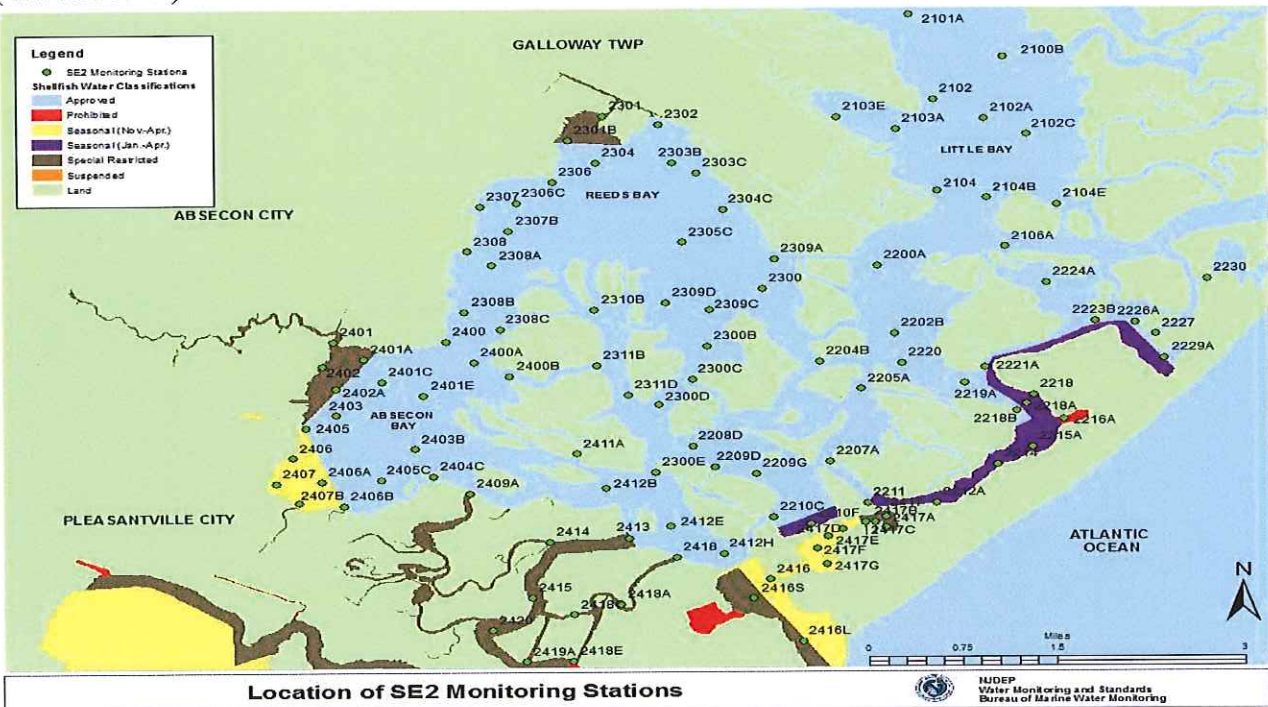 GALLOWAY TWP
Legend
SE2 Monitoring Stations
Shellfish Water Classifications
Approved
Prohibited
Seasonal (Nov.-Apr.)
Seasonal (Jan.-Apr.)
Special Restricted
Suspended
Land
2101A
2100B
2102
2102A
2103E
2103A
2102C
LITTLE BAY
2301
2302
2301B
2304
2303B
2303C
2306
2306C
REEDS BAY
2307
2304C
2104
2104B
2104E
ABSECON CITY
2307B
2305C
2308
2308A
2309A
2106A
2200A
2300
2224A
2230
2308B
2310B
2309D
2309C
2223B
2226A
2308C
2227
2401
2400
2300B
2202B
2229A
2401A
2400A
2311B
2204B
2220
2221A
2402
2401C
2400B
2300C
2205A
2219A
2218
2402A
2401E
2311D
2300D
2218B
2218A
2403
ABSECON BAY
2216A
2405
2403B
2411A
2208D
2215A
2406
2300E
2209D
2207A
2407
2406A
2405C
2404C
2209G
2407B
2406B
2409A
2412B
2211
PLEASANTVILLE CITY
2412E
2210C
2417B
2417A
2414
2413
2417D
2417C
2417E
ATLANTIC OCEAN
2418
2412H
2417F
2417G
2416
2415
2418A
2416S
N
2420
2416L
2419A
2418E
Miles
0 0.75 1.5 3
Location of SE2 Monitoring Stations
NJDEP
Water Monitoring and Standards
Bureau of Marine Water Monitoring